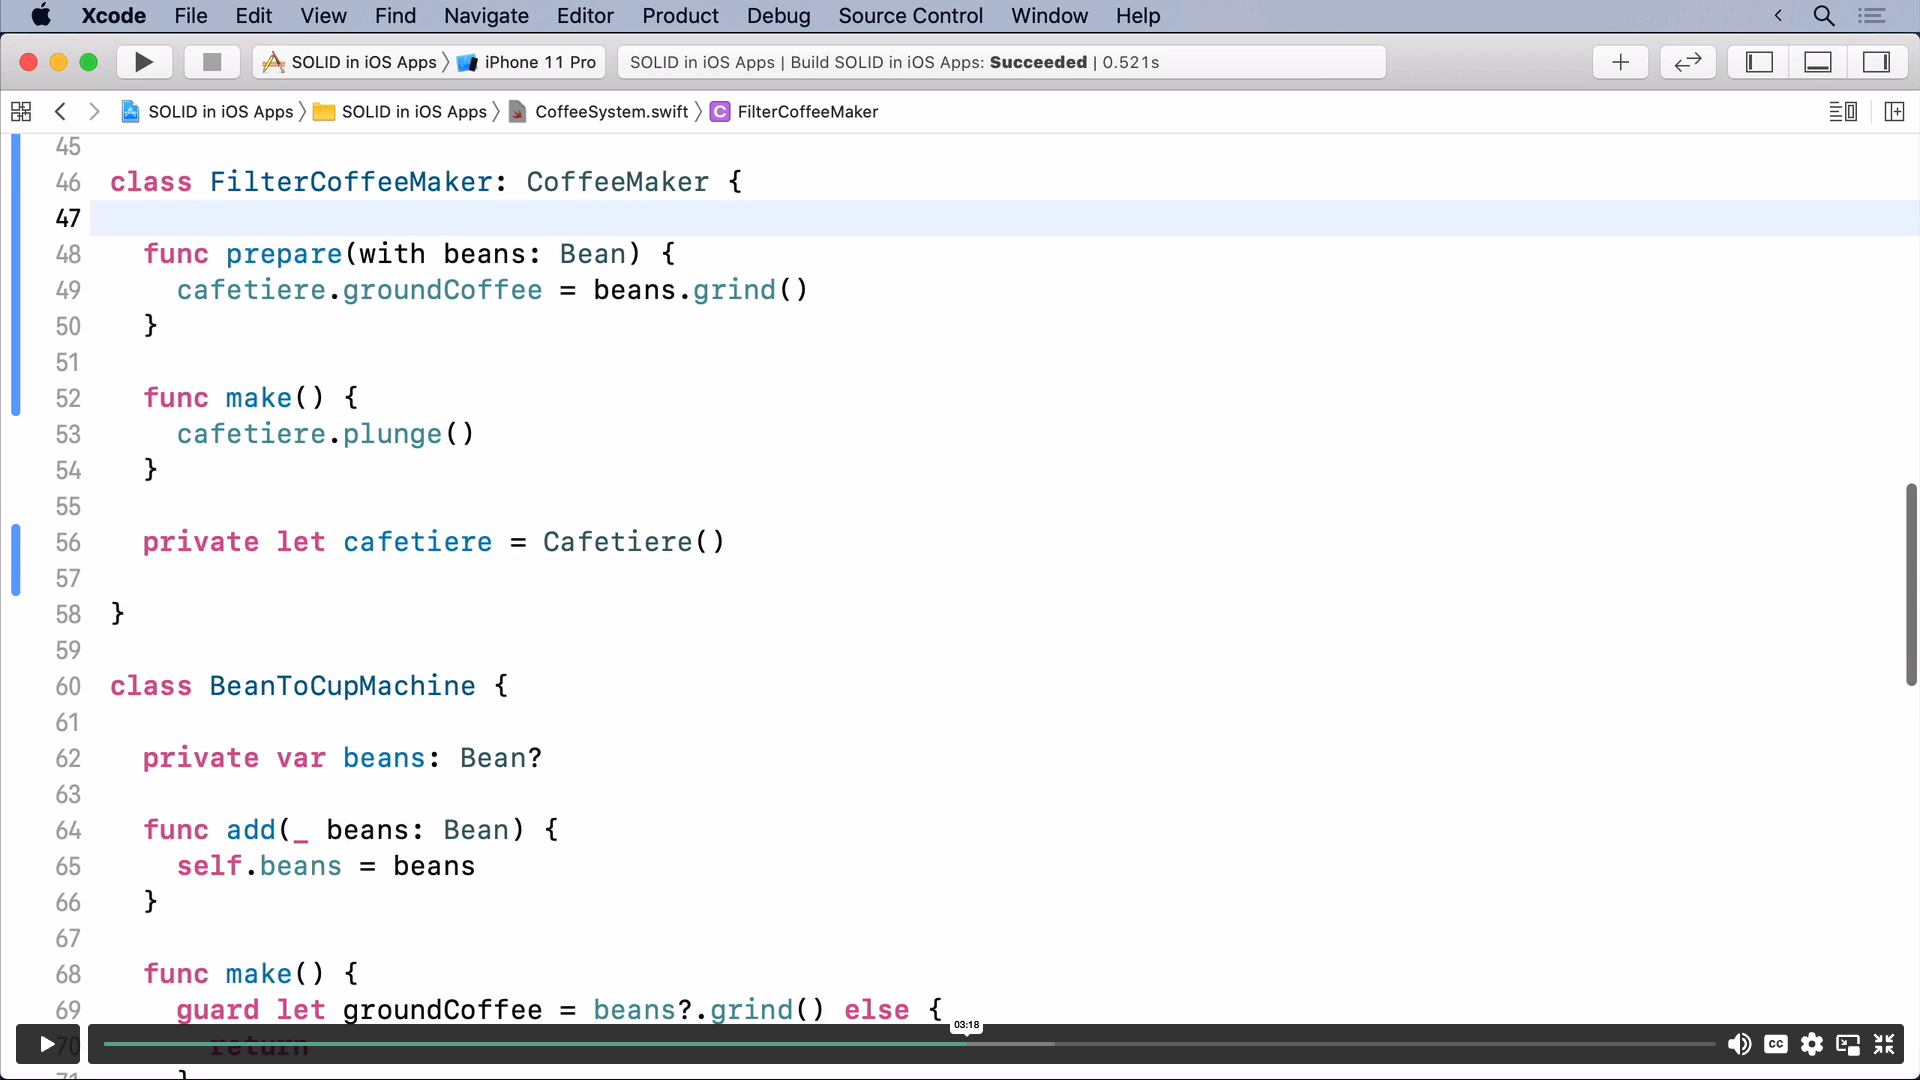 Xcode File Edit View Find Navigate Editor Product Debug Source Control Window Help
SOLID in iOS Apps iPhone 11 Pro SOLID in iOS Apps | Build SOLID in iOS Apps: Succeeded | 0.521s
SOLID in iOS Apps SOLID in iOS Apps CoffeeSystem.swift C FilterCoffeeMaker
45
46 class FilterCoffeeMaker: CoffeeMaker {
47
48 func prepare(with beans: Bean) {
49 cafetiere.groundCoffee = beans.grind()
50 }
51
52 func make() {
53 cafetiere.plunge()
54 }
55
56 private let cafetiere = Cafetiere()
57
58 }
59
60 class BeanToCupMachine {
61
62 private var beans: Bean?
63
64 func add(_ beans: Bean) {
65 self.beans = beans
66 }
67
68 func make() {
69 guard let groundCoffee = beans?.grind() else {
03:18
70 return
CC
71 }